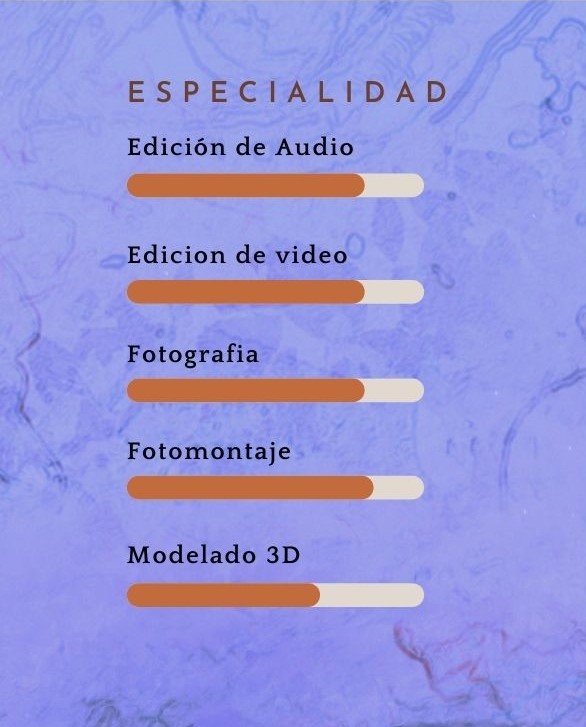 ESPECIALIDAD
Edición de Audio
Edicion de video
Fotografia
Fotomontaje
Modelado 3D